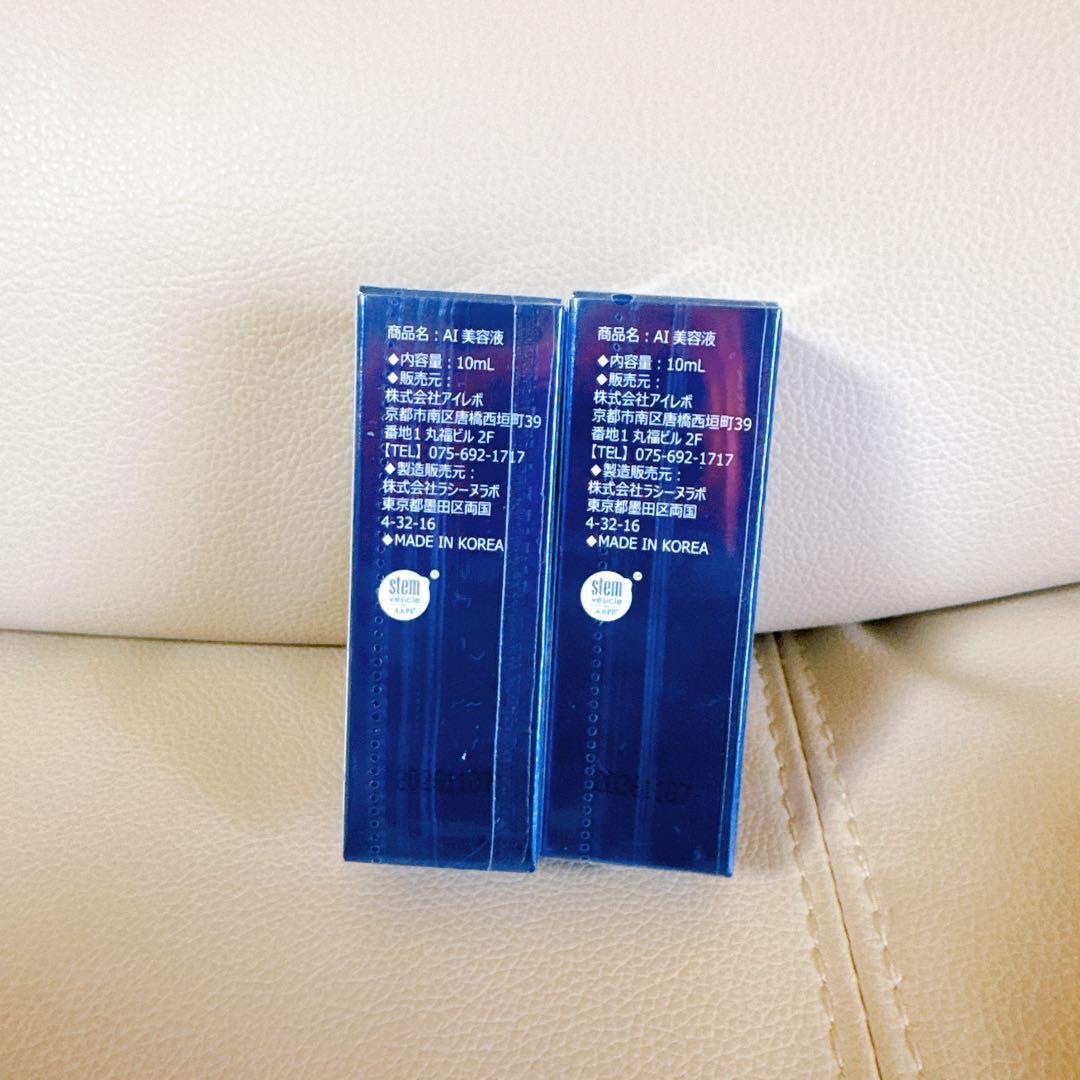 商品名：AI 美容液
◆内容量：10mL
◆販売元：
株式会社アイレボ
京都市南区唐橋西垣町39
番地1 丸福ビル 2F
【TEL】075-692-1717
◆製造販売元：
株式会社ラシーヌラボ
東京都墨田区両国
4-32-16
◆MADE IN KOREA
stem
vesicle
商品名：AI 美容液
◆内容量：10mL
◆販売元：
株式会社アイレボ
京都市南区唐橋西垣町39
番地1 丸福ビル 2F
【TEL】075-692-1717
◆製造販売元：
株式会社ラシーヌラボ
東京都墨田区両国
4-32-16
◆MADE IN KOREA
stem
vesicle